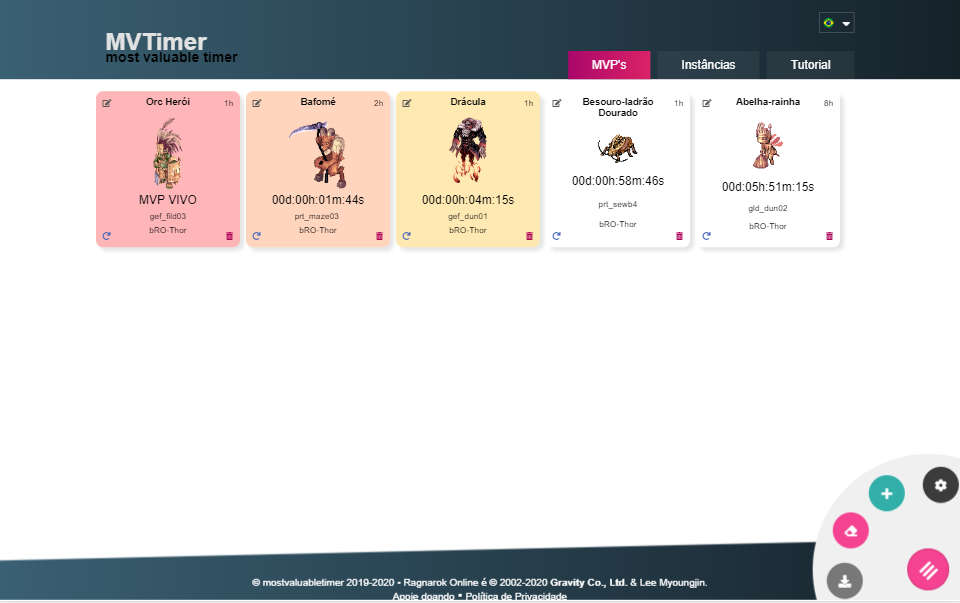 MVTimer
most valuable timer
MVP's
Instâncias
Tutorial
Orc Herói
1h
MVP VIVO
gef_fild03
bRO-Thor
Bafomé
2h
00d:00h:01m:44s
prt_maze03
bRO-Thor
Drácula
1h
00d:00h:04m:15s
gef_dun01
bRO-Thor
Besouro-ladrão
Dourado
1h
00d:00h:58m:46s
prt_sewb4
bRO-Thor
Abelha-rainha
8h
00d:05h:51m:15s
gld_dun02
bRO-Thor
© mostvaluabletimer 2019-2020 - Ragnarok Online é © 2002-2020 Gravity Co., Ltd. & Lee Myoungjin.
Apoie doando • Política de Privacidade